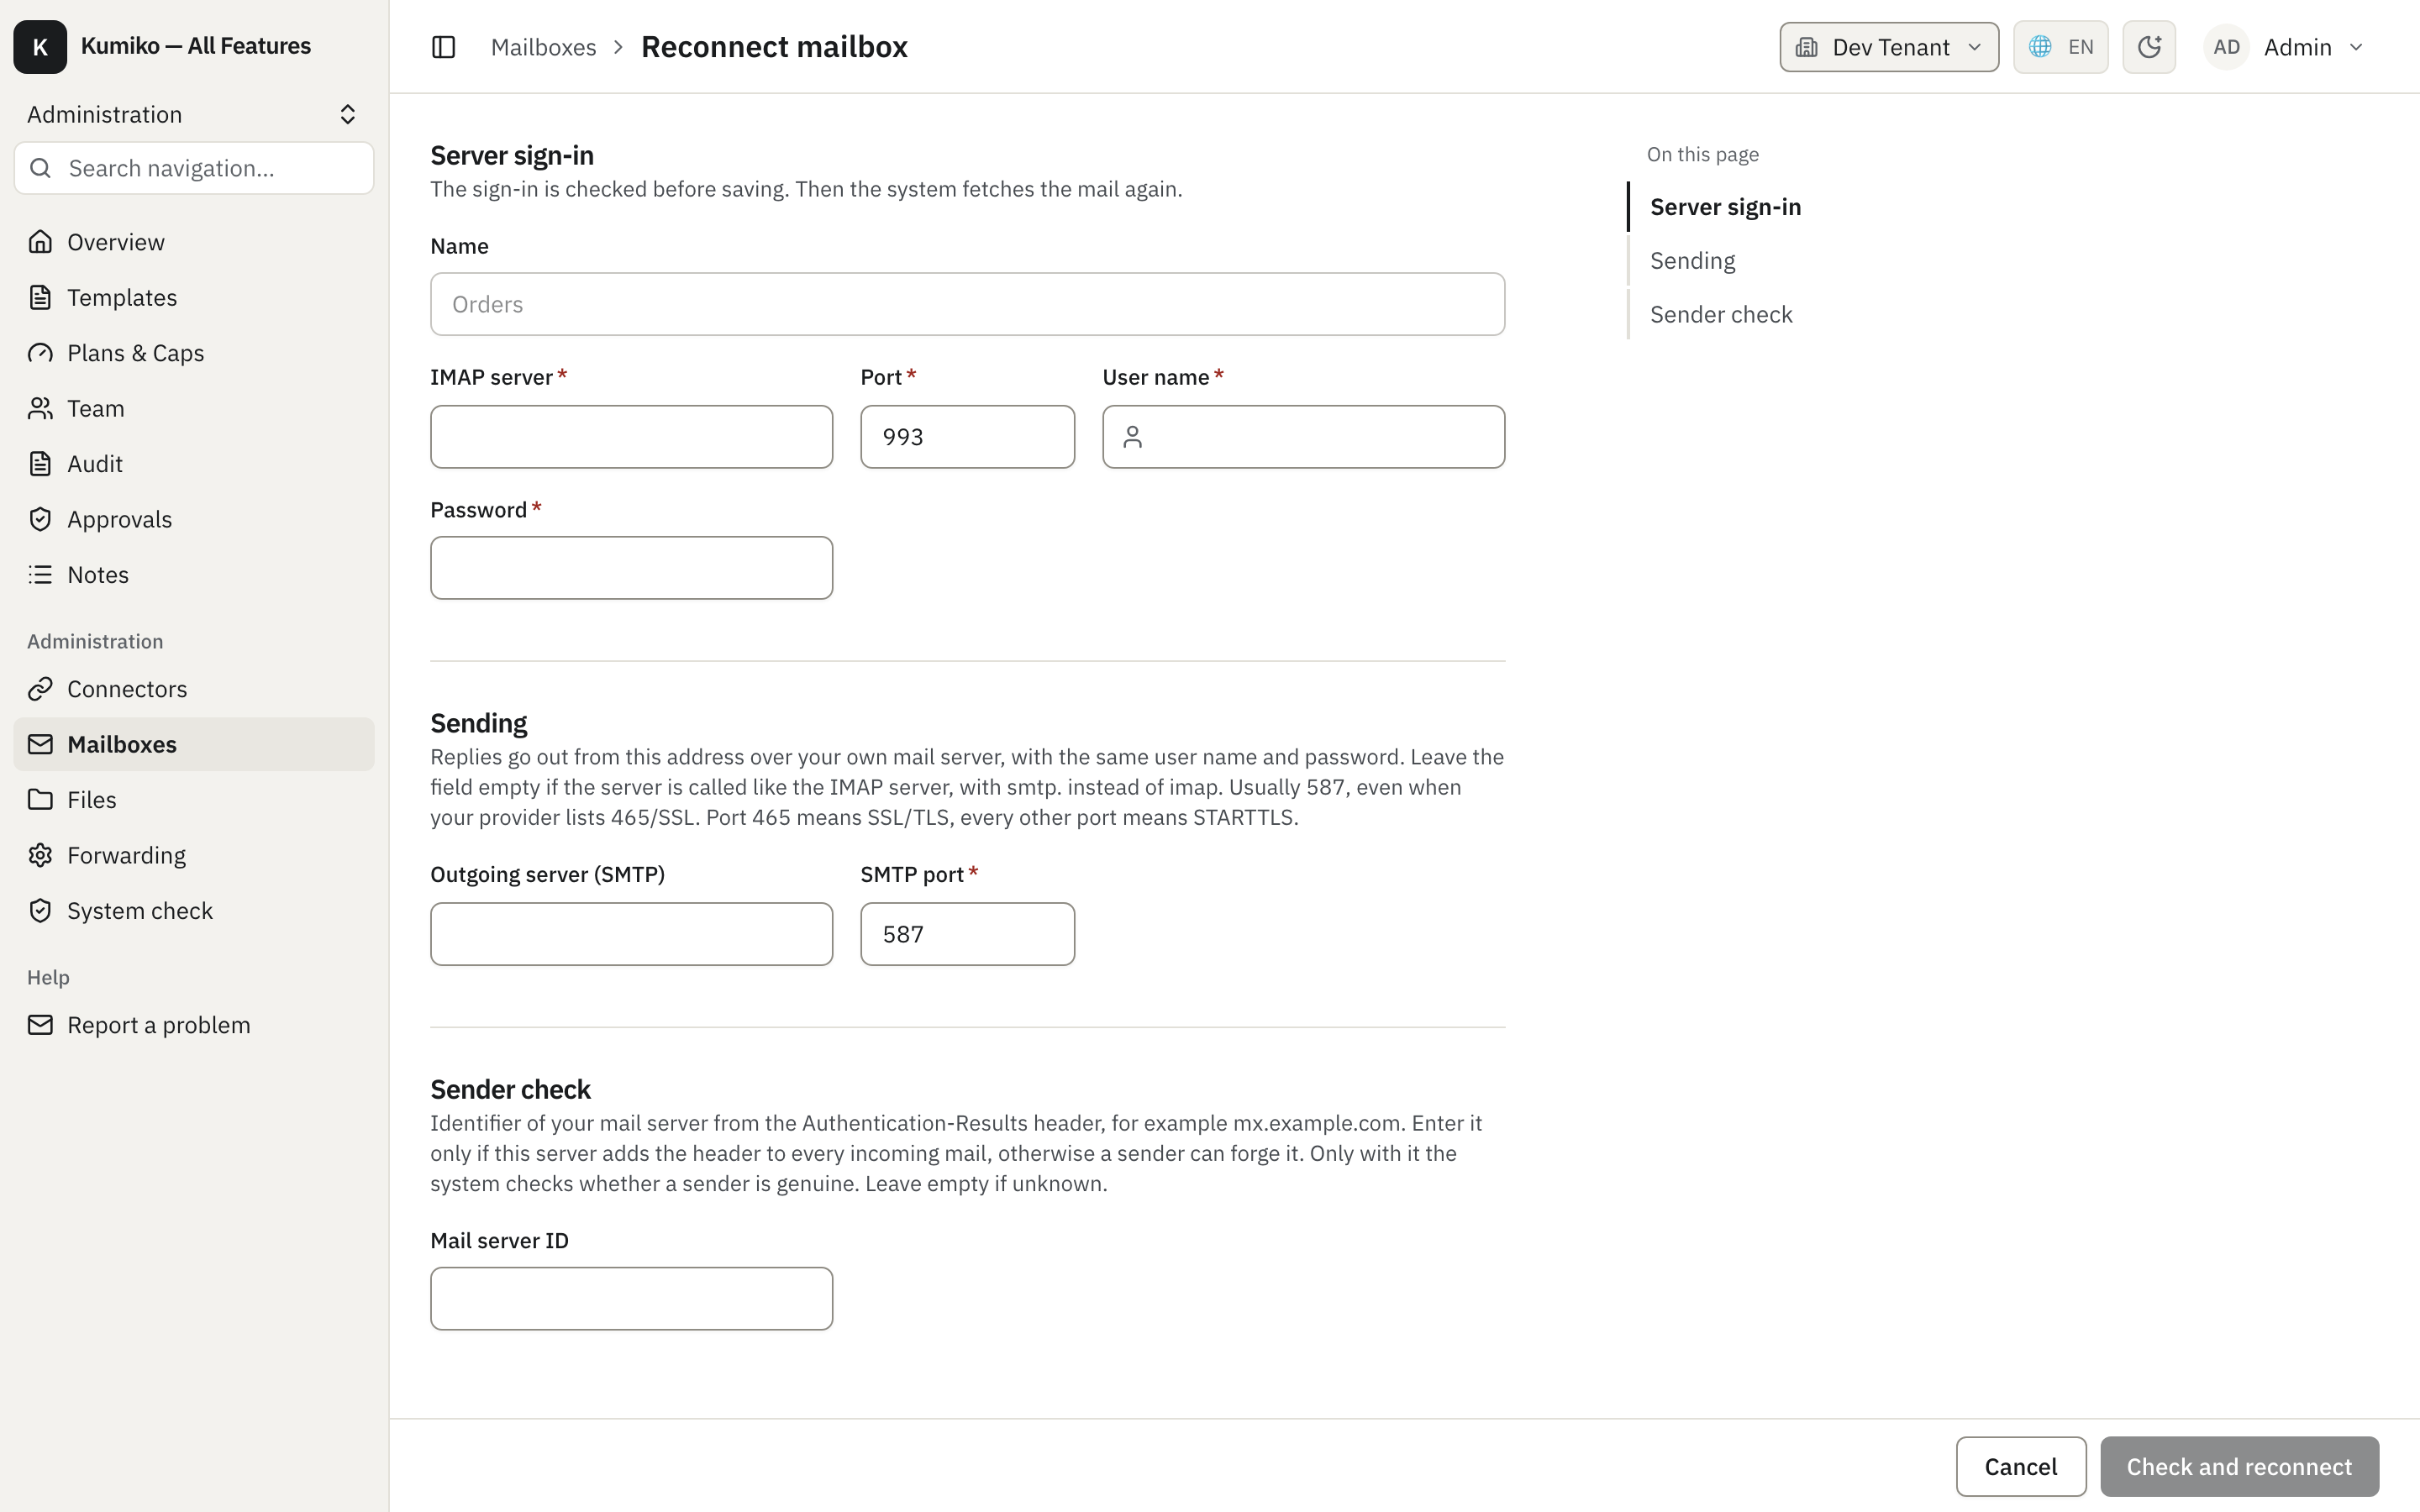 K
Kumiko — All Features
Administration
Search navigation...
Overview
Templates
Plans & Caps
Team
Audit
Approvals
Notes
Administration
Connectors
Mailboxes
Files
Forwarding
System check
Help
Report a problem
Mailboxes > Reconnect mailbox
Dev Tenant
EN
AD
Admin
Server sign-in
The sign-in is checked before saving. Then the system fetches the mail again.
Name
Orders
IMAP server *
Port *
User name *
993
Password *
Sending
Replies go out from this address over your own mail server, with the same user name and password. Leave the
field empty if the server is called like the IMAP server, with smtp. instead of imap. Usually 587, even when
your provider lists 465/SSL. Port 465 means SSL/TLS, every other port means STARTTLS.
Outgoing server (SMTP)
SMTP port *
587
Sender check
Identifier of your mail server from the Authentication-Results header, for example mx.example.com. Enter it
only if this server adds the header to every incoming mail, otherwise a sender can forge it. Only with it the
system checks whether a sender is genuine. Leave empty if unknown.
Mail server ID
On this page
Server sign-in
Sending
Sender check
Cancel
Check and reconnect